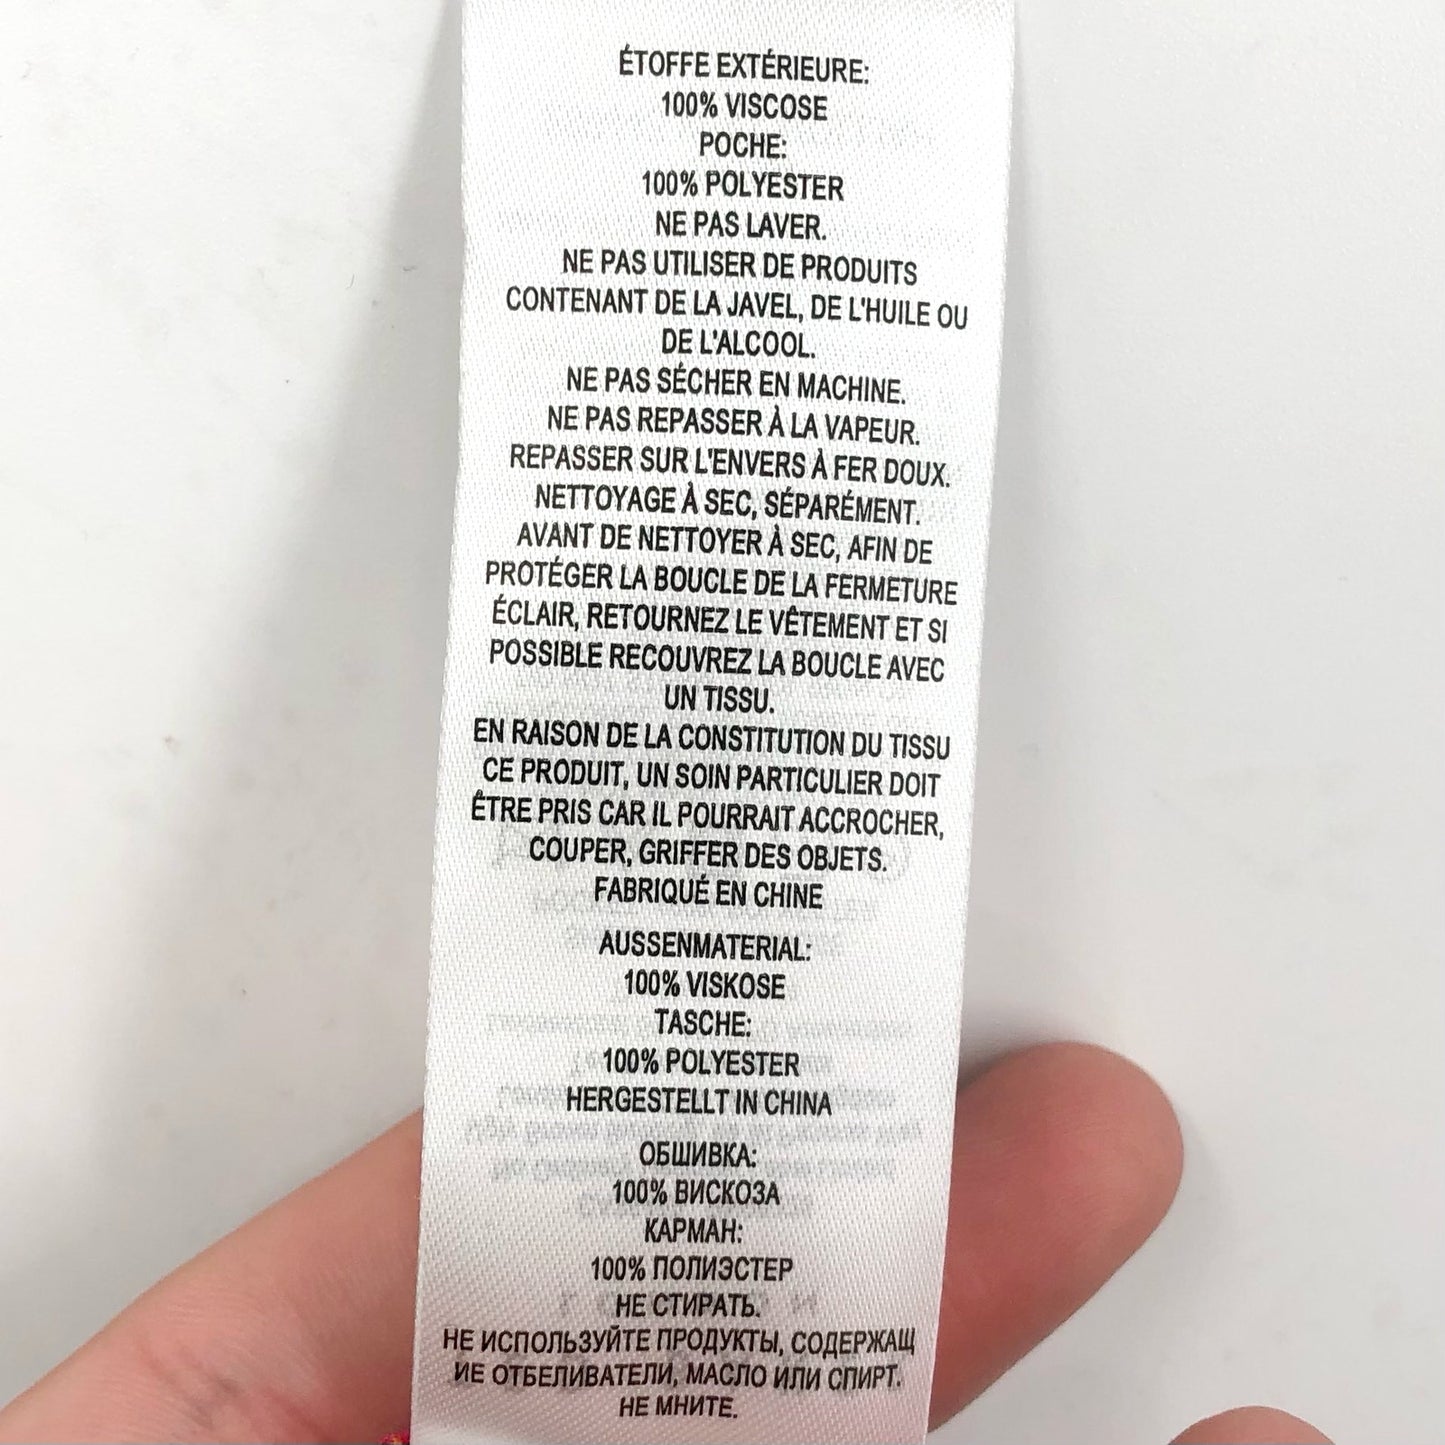 ÉTOFFE EXTÉRIEURE:
100% VISCOSE
POCHE:
100% POLYESTER
NE PAS LAVER.
NE PAS UTILISER DE PRODUITS
CONTENANT DE LA JAVEL, DE L'HUILE OU
DE L'ALCOOL.
NE PAS SÉCHER EN MACHINE.
NE PAS REPASSER À LA VAPEUR.
REPASSER SUR L'ENVERS À FER DOUX.
NETTOYAGE À SEC, SÉPARÉMENT.
AVANT DE NETTOYER À SEC, AFIN DE
PROTÉGER LA BOUCLE DE LA FERMETURE
ÉCLAIR, RETOURNEZ LE VÊTEMENT ET SI
POSSIBLE RECOUVREZ LA BOUCLE AVEC
UN TISSU.
EN RAISON DE LA CONSTITUTION DU TISSU
CE PRODUIT, UN SOIN PARTICULIER DOIT
ÊTRE PRIS CAR IL POURRAIT ACCROCHER,
COUPER, GRIFFER DES OBJETS.
FABRIQUÉ EN CHINE
AUSSENMATERIAL:
100% VISKOSE
TASCHE:
100% POLYESTER
HERGESTELLT IN CHINA
ОБШИВКА:
100% ВИСКОЗА
КАРМАН:
100% ПОЛИЭСТЕР
НЕ СТИРАТЬ.
НЕ ИСПОЛЬЗУЙТЕ ПРОДУКТЫ, СОДЕРЖАЩ
ИЕ ОТБЕЛИВАТЕЛИ, МАСЛО ИЛИ СПИРТ.
НЕ МНИТЕ.